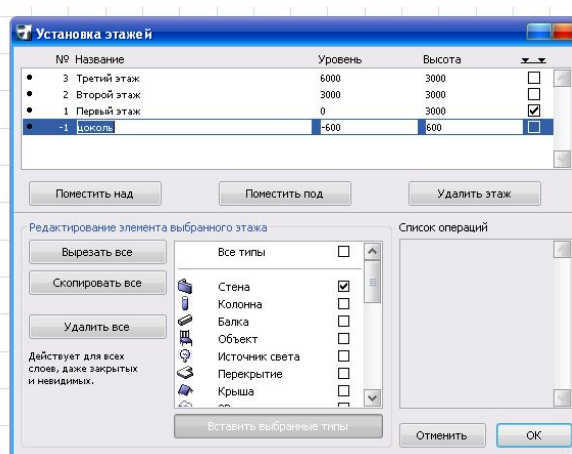 Установка этажей
№ Название Уровень Высота
3 Третий этаж 6000 3000
2 Второй этаж 3000 3000
1 Первый этаж 0 3000
-1 цоколь -600 600
Поместить над Поместить под Удалить этаж
Редактирование элемента выбранного этажа Список операций
Вырезать все
Скопировать все
Удалить все
Действует для всех
слоев, даже закрытых
и невидимых.
Все типы
Стена
Колонна
Балка
Объект
Источник света
Перекрытие
Крыша
Вставить выбранные типы
Отменить OK